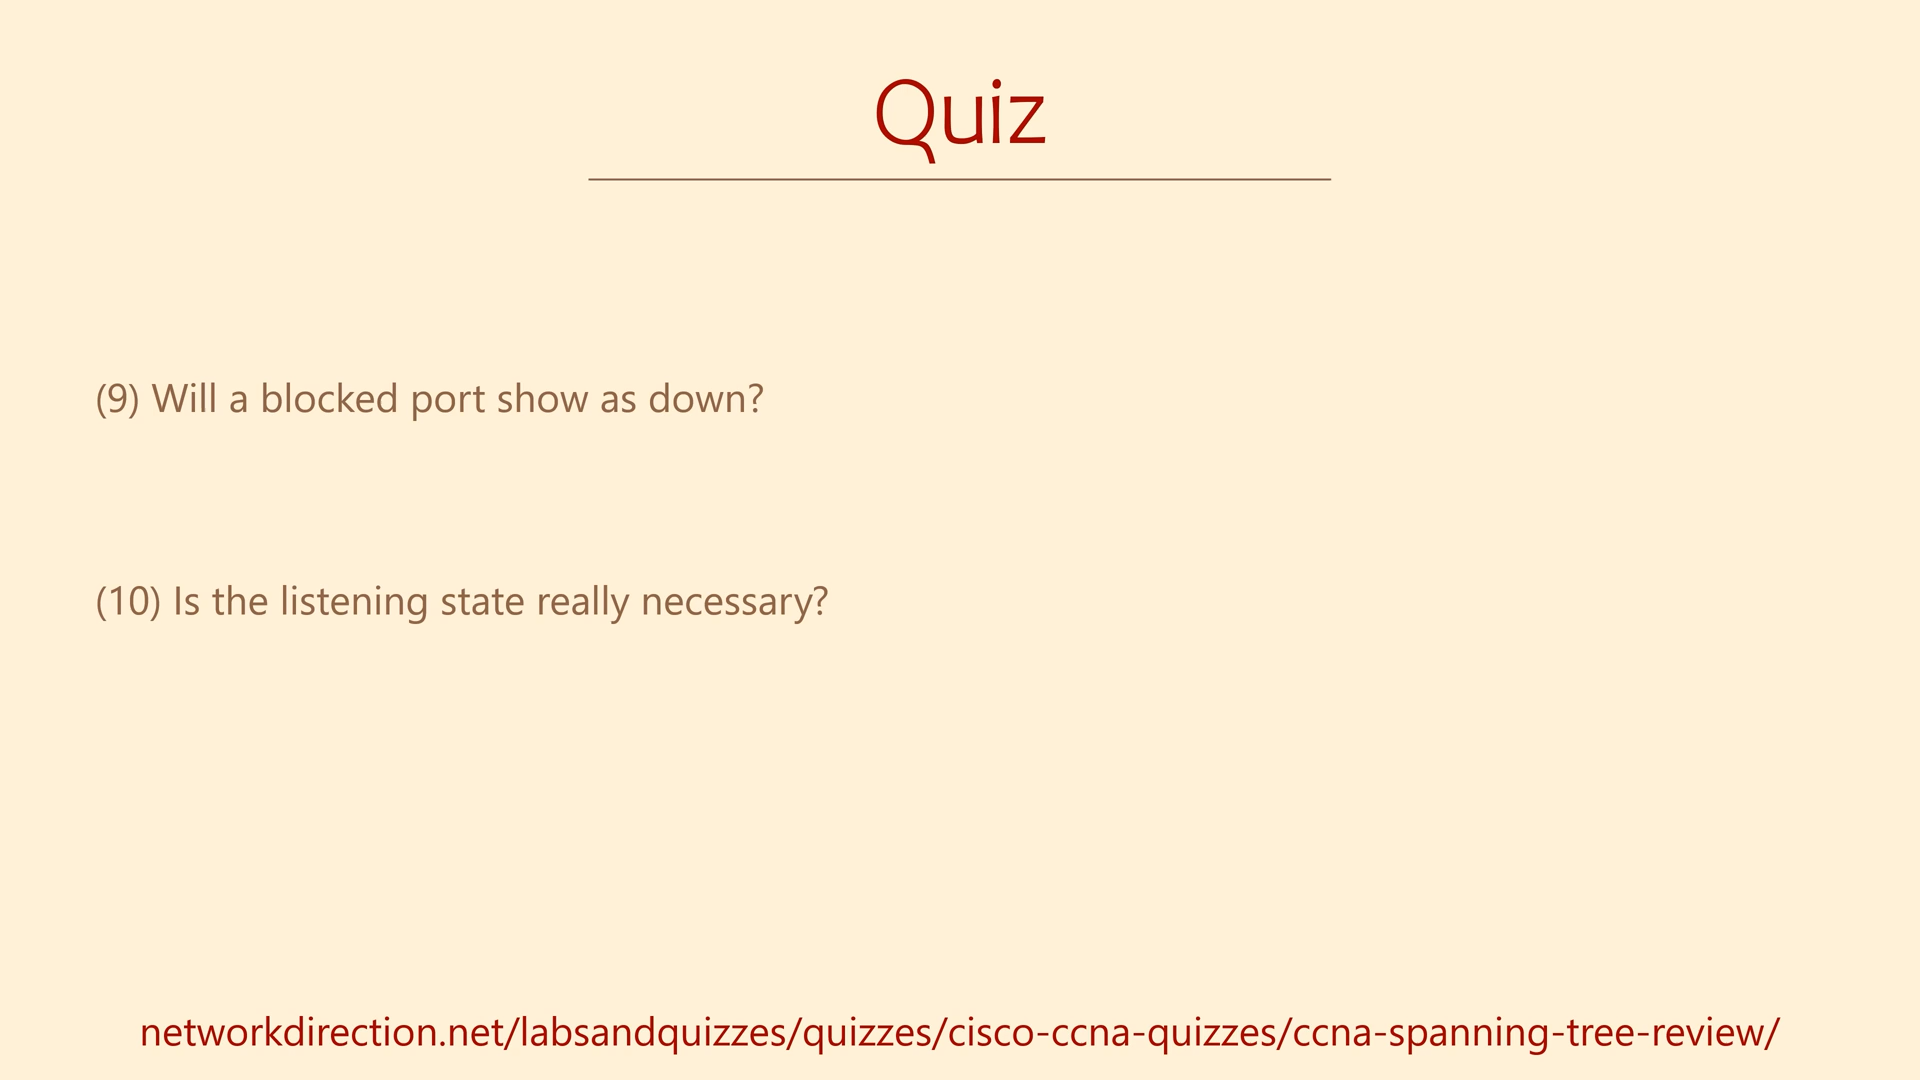 Quiz
(9) Will a blocked port show as down?
(10) Is the listening state really necessary?
networkdirection.net/labsandquizzes/quizzes/cisco-ccna-quizzes/ccna-spanning-tree-review/